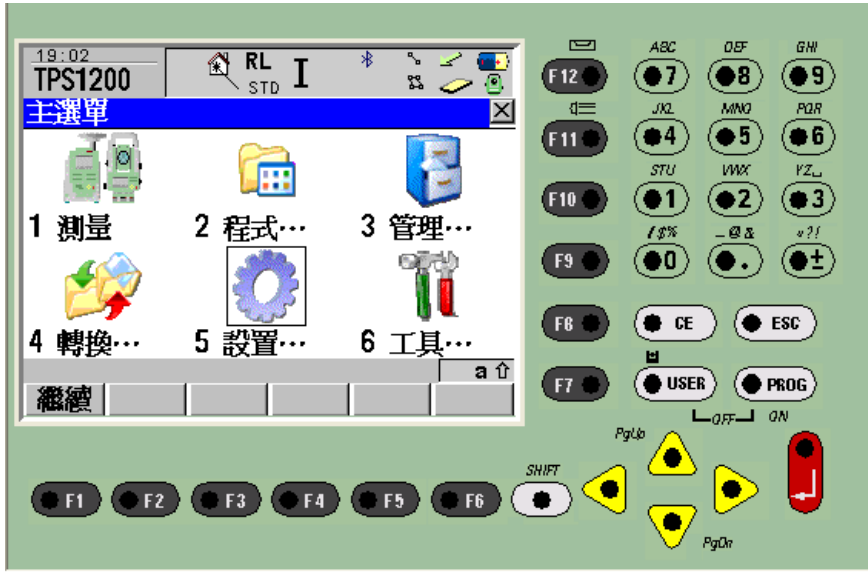 19:02
TPS1200
RL
STD
I
主選單
1 測量
2 程式…
3 管理…
4 轉換…
5 設置…
6 工具…
a
繼續
F12
ABC
7
DEF
8
GHI
9
F11
JKL
4
MNO
5
PQR
6
F10
STU
1
VWX
2
YZ␣
3
F9
0
_@&
.
±
F8
CE
ESC
F7
USER
PROG
OFF
ON
PgUp
SHIFT
F1
F2
F3
F4
F5
F6
PgDn